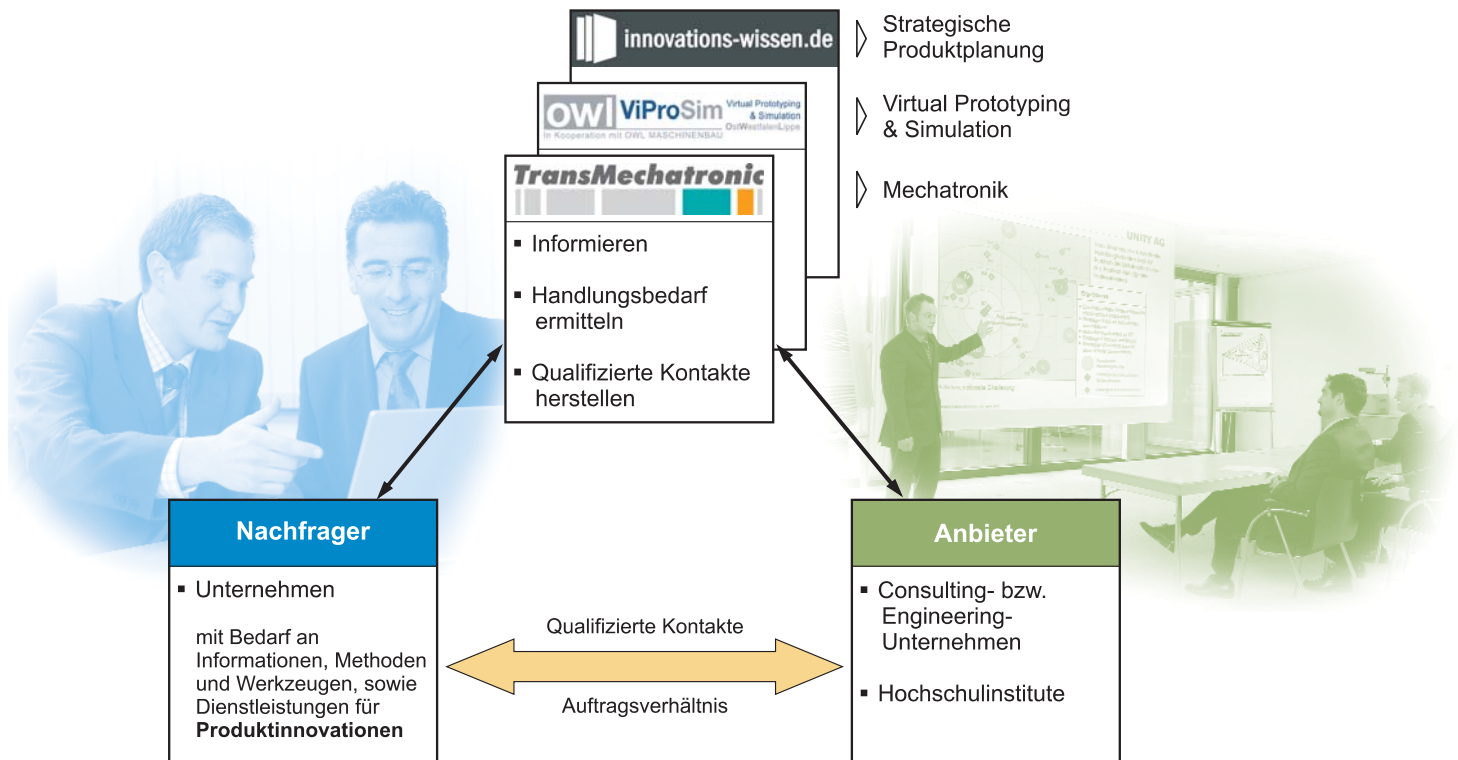 innovations-wissen.de
Strategische
Produktplanung
OWL ViProSim Virtual Prototyping
& Simulation
OstWestfalenLippe
In Kooperation mit OWL MASCHINENBAU
Virtual Prototyping
& Simulation
TransMechatronic
Mechatronik
▪ Informieren
▪ Handlungsbedarf
ermitteln
▪ Qualifizierte Kontakte
herstellen
UNITY AG
Nachfrager
▪ Unternehmen
mit Bedarf an
Informationen, Methoden
und Werkzeugen, sowie
Dienstleistungen für
Produktinnovationen
Qualifizierte Kontakte
Auftragsverhältnis
Anbieter
▪ Consulting- bzw.
Engineering-
Unternehmen
▪ Hochschulinstitute